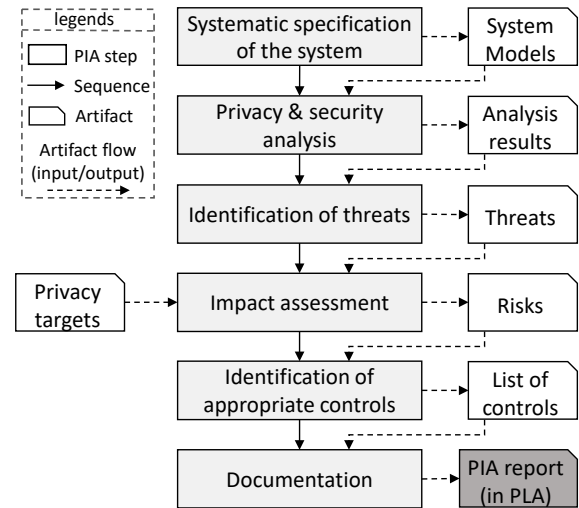 legends
PIA step
Sequence
Artifact
Artifact flow
(input/output)
Systematic specification
of the system
System
Models
Privacy & security
analysis
Analysis
results
Identification of threats
Threats
Privacy
targets
Impact assessment
Risks
Identification of
appropriate controls
List of
controls
Documentation
PIA report
(in PLA)